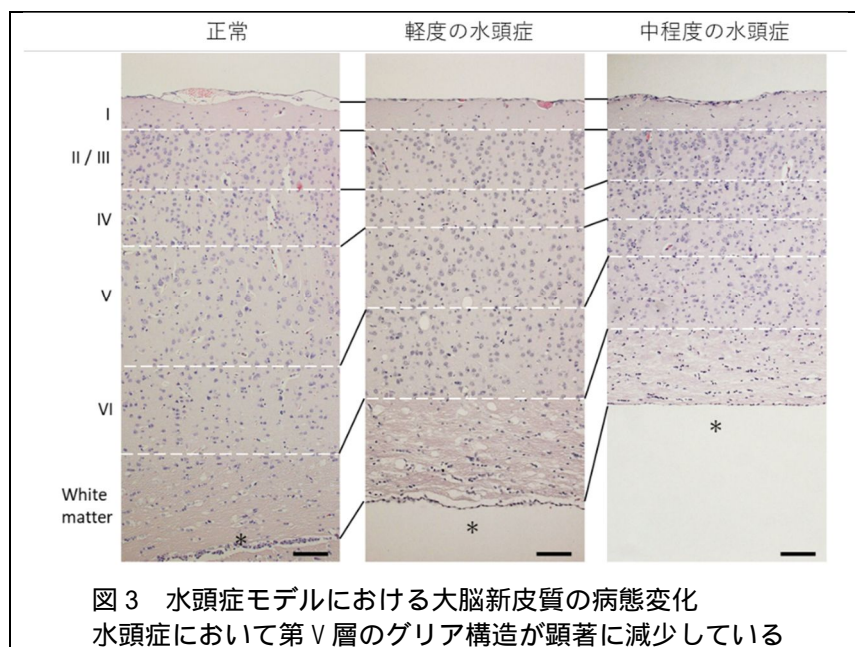 正常 軽度の水頭症 中程度の水頭症
I
II / III
IV
V
VI
White
matter
* * *
図3 水頭症モデルにおける大脳新皮質の病態変化
水頭症において第V層のグリア構造が顕著に減少している